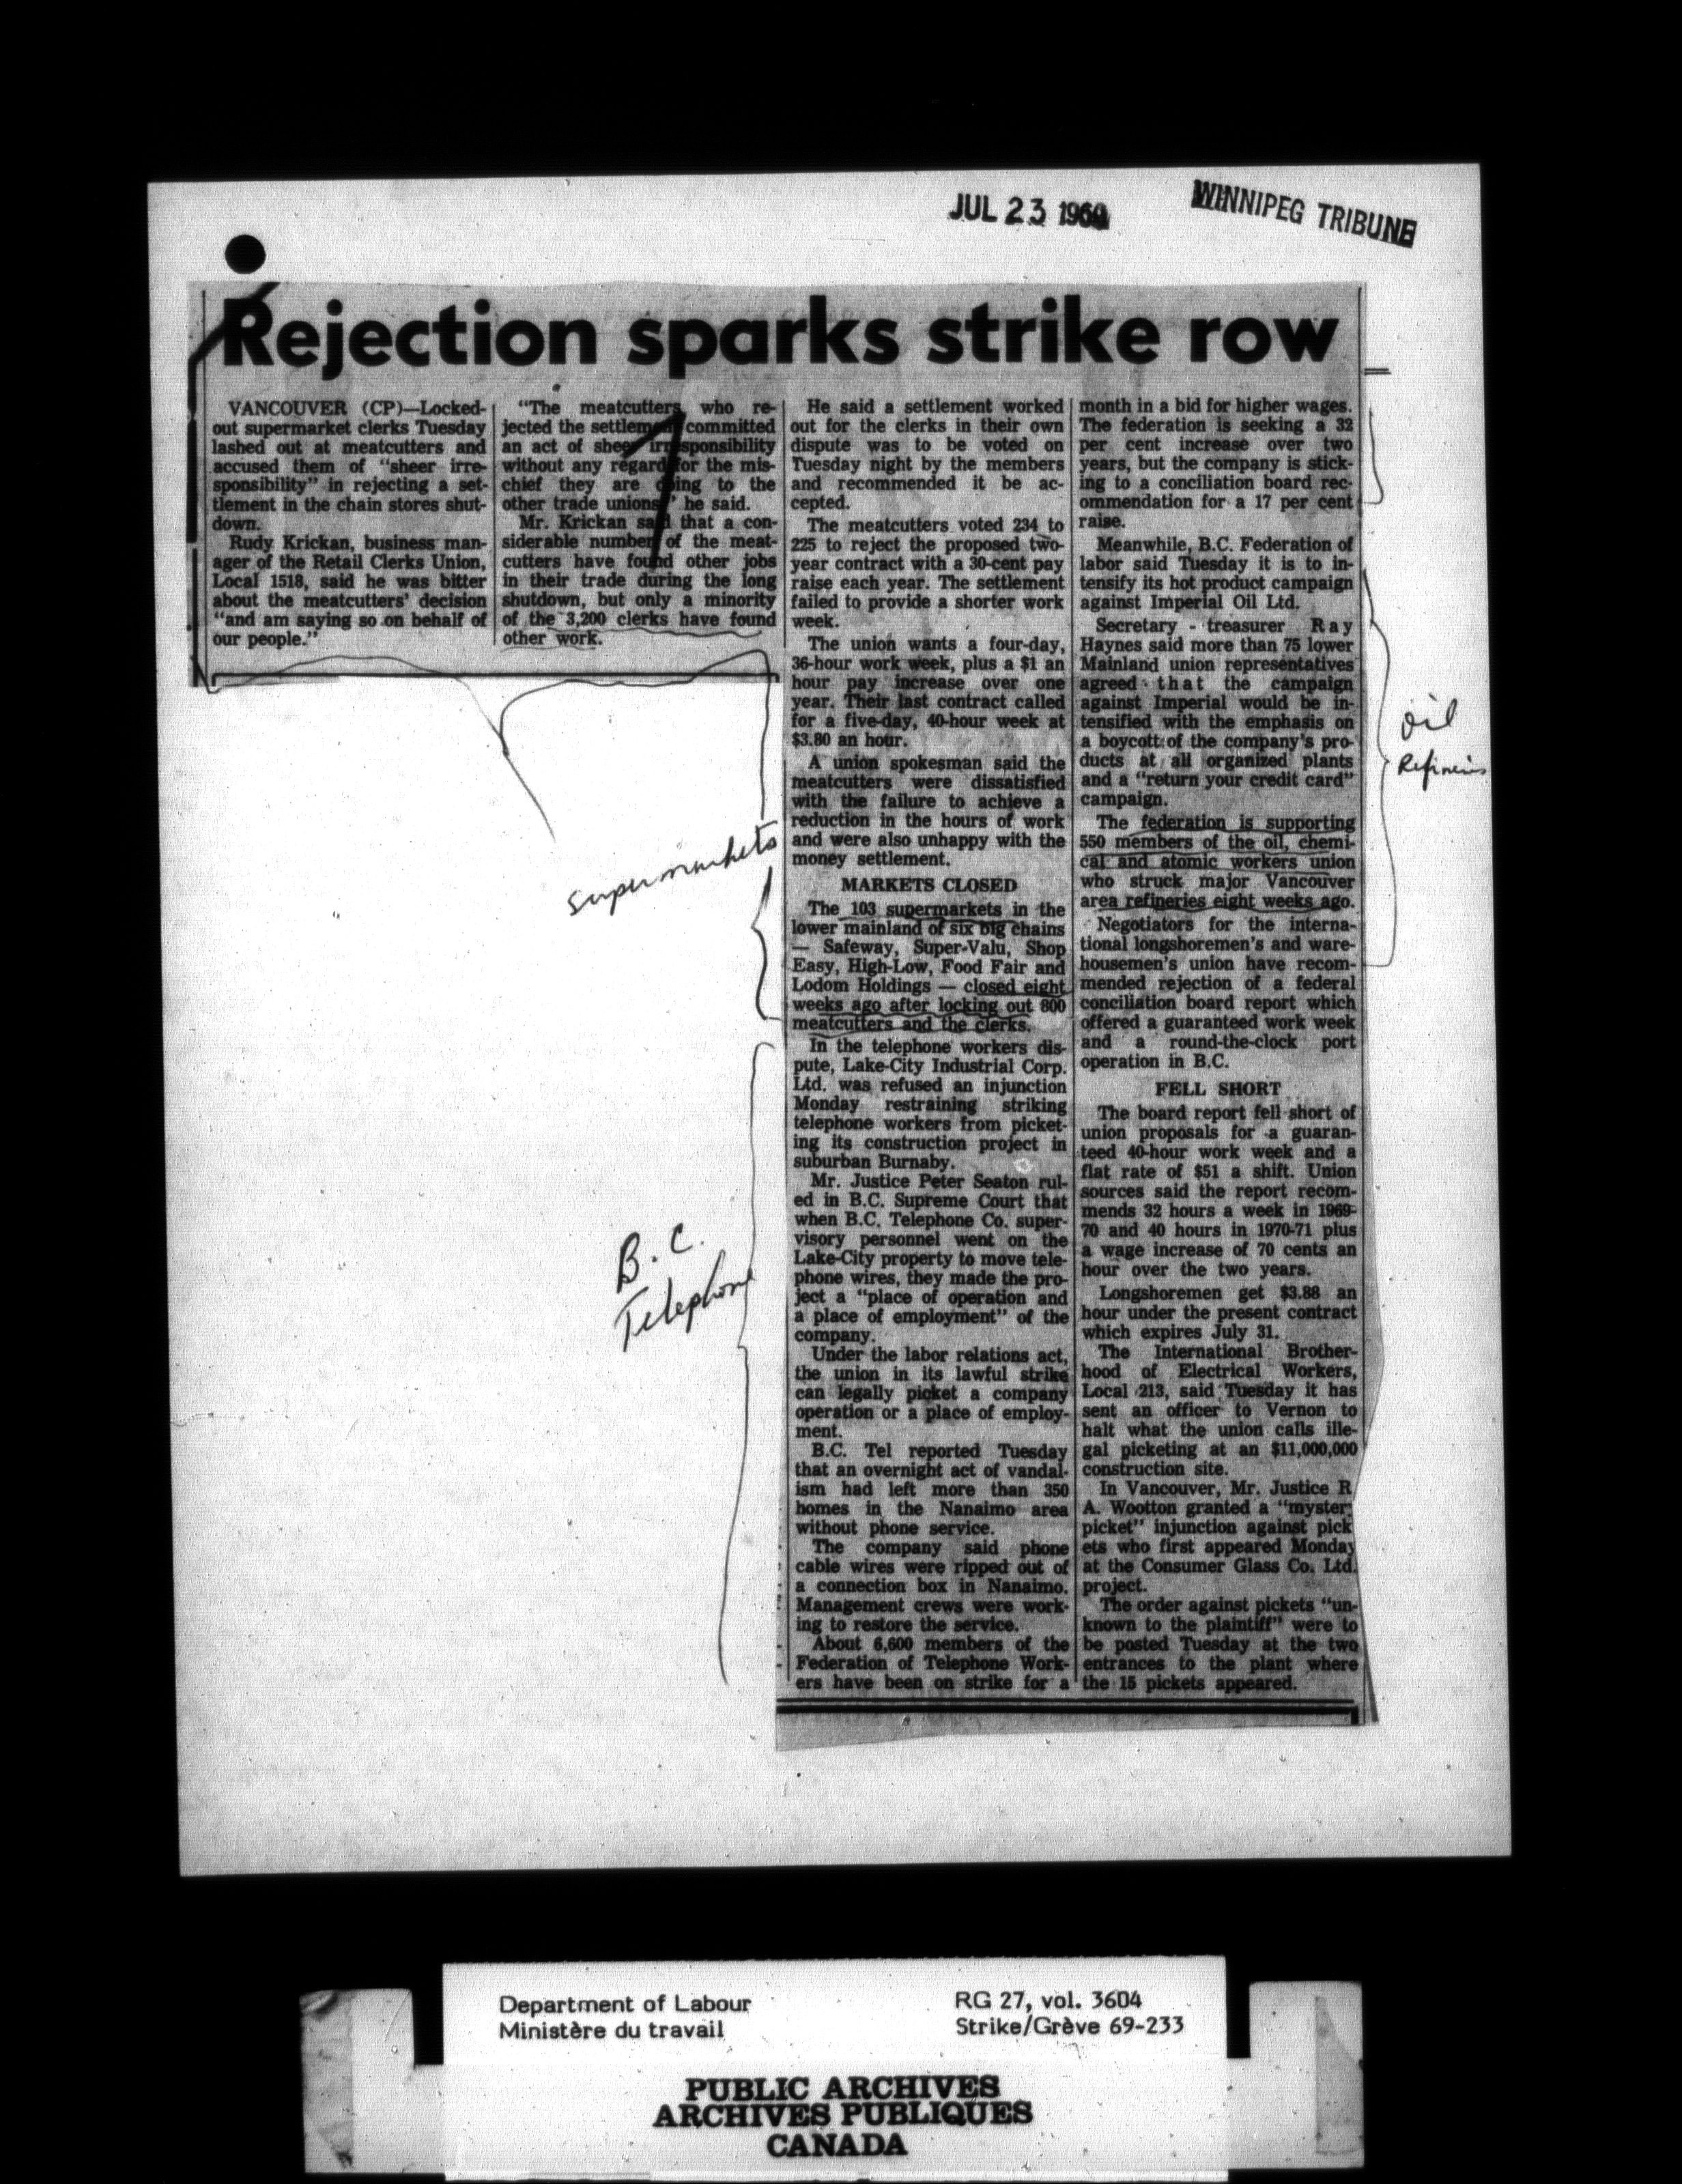 JUL 23 1969
WINNIPEG TRIBUNE
Rejection sparks strike row
VANCOUVER (CP)—Locked-
out supermarket clerks Tuesday
lashed out at meatcutters and
accused them of "sheer irre-
sponsibility" in rejecting a set-
tlement in the chain stores shut-
down.
Rudy Krickan, business man-
ager of the Retail Clerks Union,
Local 1518, said he was bitter
about the meatcutters' decision
"and am saying so on behalf of
our people."
"The meatcutters who re-
jected the settlement committed
an act of sheer irresponsibility
without any regard for the mis-
chief they are doing to the
other trade unions," he said.
Mr. Krickan said that a con-
siderable number of the meat-
cutters have found other jobs
in their trade during the long
shutdown, but only a minority
of the 3,200 clerks have found
other work.
He said a settlement worked
out for the clerks in their own
dispute was to be voted on
Tuesday night by the members
and recommended it be ac-
cepted.
The meatcutters voted 234 to
225 to reject the proposed two-
year contract with a 30-cent pay
raise each year. The settlement
failed to provide a shorter work
week.
The union wants a four-day,
36-hour work week, plus a $1 an
hour pay increase over one
year. Their last contract called
for a five-day, 40-hour week at
$3.80 an hour.
A union spokesman said the
meatcutters were dissatisfied
with the failure to achieve a
reduction in the hours of work
and were also unhappy with the
money settlement.
MARKETS CLOSED
The 103 supermarkets in the
lower mainland of six big chains
— Safeway, Super-Valu, Shop
Easy, High-Low, Food Fair and
Lodom Holdings — closed eight
weeks ago after locking out 800
meatcutters and the clerks.
In the telephone workers dis-
pute, Lake-City Industrial Corp.
Ltd. was refused an injunction
Monday restraining striking
telephone workers from picket-
ing its construction project in
suburban Burnaby.
Mr. Justice Peter Seaton rul-
ed in B.C. Supreme Court that
when B.C. Telephone Co. super-
visory personnel went on the
Lake-City property to move tele-
phone wires, they made the pro-
ject a "place of operation and
a place of employment" of the
company.
Under the labor relations act,
the union in its lawful strike
can legally picket a company
operation or a place of employ-
ment.
B.C. Tel reported Tuesday
that an overnight act of vandal-
ism had left more than 350
homes in the Nanaimo area
without phone service.
The company said phone
cable wires were ripped out of
a connection box in Nanaimo.
Management crews were work-
ing to restore the service.
About 6,600 members of the
Federation of Telephone Work-
ers have been on strike for a
month in a bid for higher wages.
The federation is seeking a 32
per cent increase over two
years, but the company is stick-
ing to a conciliation board rec-
ommendation for a 17 per cent
raise.
Meanwhile, B.C. Federation of
labor said Tuesday it is to in-
tensify its hot product campaign
against Imperial Oil Ltd.
Secretary - treasurer Ray
Haynes said more than 75 lower
Mainland union representatives
agreed that the campaign
against Imperial would be in-
tensified with the emphasis on
a boycott of the company's pro-
ducts at all organized plants
and a "return your credit card"
campaign.
The federation is supporting
550 members of the oil, chemi-
cal and atomic workers union
who struck major Vancouver
area refineries eight weeks ago.
Negotiators for the interna-
tional longshoremen's and ware-
housemen's union have recom-
mended rejection of a federal
conciliation board report which
offered a guaranteed work week
and a round-the-clock port
operation in B.C.
FELL SHORT
The board report fell short of
union proposals for a guaran-
teed 40-hour work week and a
flat rate of $51 a shift. Union
sources said the report recom-
mends 32 hours a week in 1969-
70 and 40 hours in 1970-71 plus
a wage increase of 70 cents an
hour over the two years.
Longshoremen get $3.88 an
hour under the present contract
which expires July 31.
The International Brother-
hood of Electrical Workers,
Local 213, said Tuesday it has
sent an officer to Vernon to
halt what the union calls ille-
gal picketing at an $11,000,000
construction site.
In Vancouver, Mr. Justice R
A. Wootton granted a "myster
picket" injunction against pick
ets who first appeared Monday
at the Consumer Glass Co. Ltd.
project.
The order against pickets "un-
known to the plaintiff" were to
be posted Tuesday at the two
entrances to the plant where
the 15 pickets appeared.
supermarkets
B.C.
Telephone
oil
Refineries
Department of Labour
Ministère du travail
RG 27, vol. 3604
Strike/Grève 69-233
PUBLIC ARCHIVES
ARCHIVES PUBLIQUES
CANADA